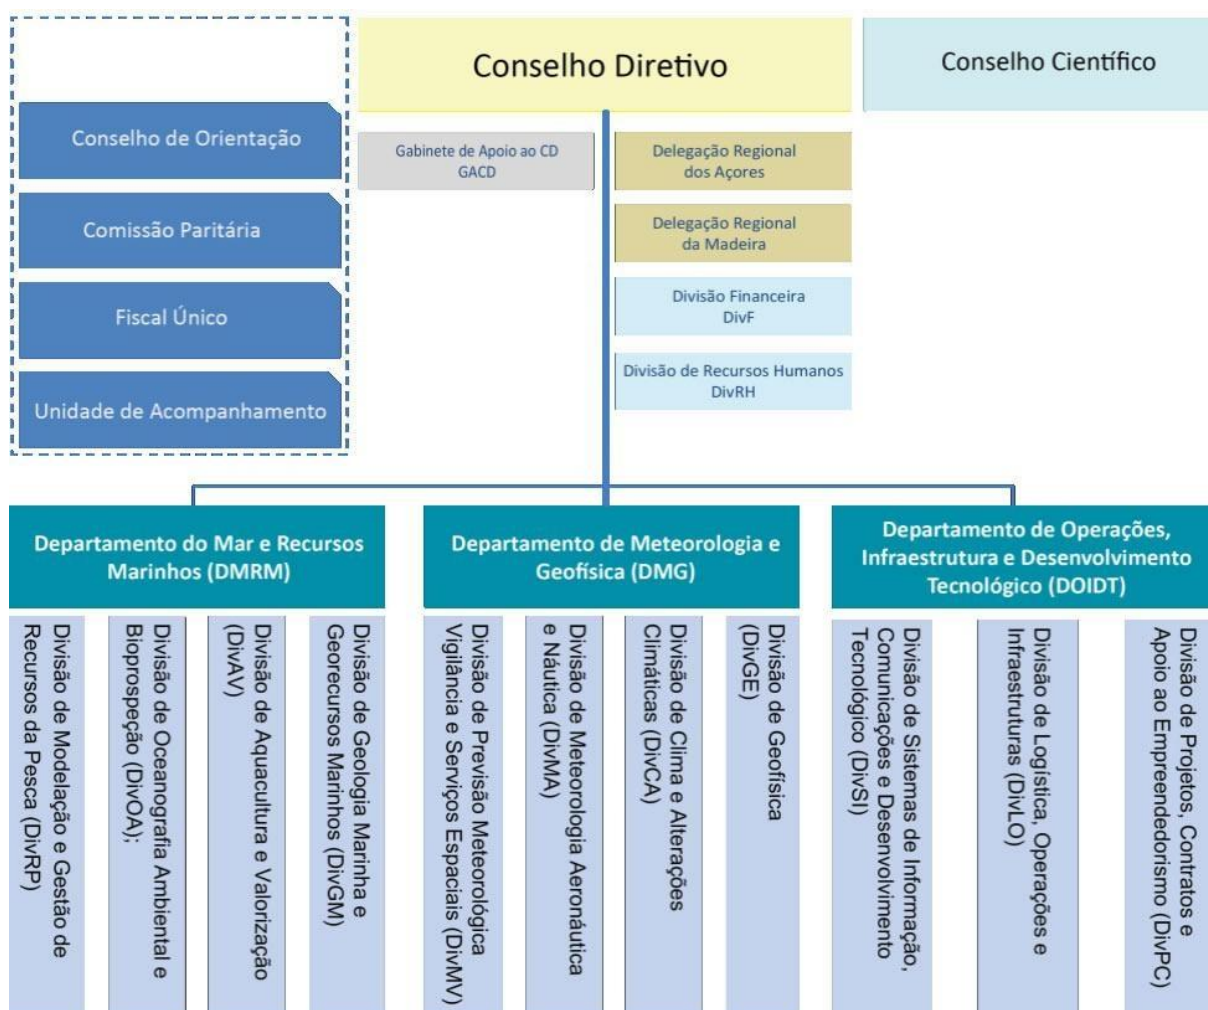 Conselho Diretivo
Conselho Científico
Conselho de Orientação
Comissão Paritária
Fiscal Único
Unidade de Acompanhamento
Gabinete de Apoio ao CD
GACD
Delegação Regional
dos Açores
Delegação Regional
da Madeira
Divisão Financeira
DivF
Divisão de Recursos Humanos
DivRH
Departamento do Mar e Recursos
Marinhos (DMRM)
Departamento de Meteorologia e
Geofísica (DMG)
Departamento de Operações,
Infraestrutura e Desenvolvimento
Tecnológico (DOIDT)
Divisão de Modelação e Gestão de
Recursos da Pesca (DivRP)
Divisão de Oceanografia Ambiental e
Bioprospeção (DivOA);
Divisão de Aquacultura e Valorização
(DivAV)
Divisão de Geologia Marinha e
Georecursos Marinhos (DivGM)
Divisão de Previsão Meteorológica
Vigilância e Serviços Espaciais (DivMV)
Divisão de Meteorologia Aeronáutica
e Náutica (DivMA)
Divisão de Clima e Alterações
Climáticas (DivCA)
Divisão de Geofísica
(DivGE)
Divisão de Sistemas de Informação,
Comunicações e Desenvolvimento
Tecnológico (DivSI)
Divisão de Logística, Operações e
Infraestruturas (DivLO)
Divisão de Projetos, Contratos e
Apoio ao Empreendedorismo (DivPC)